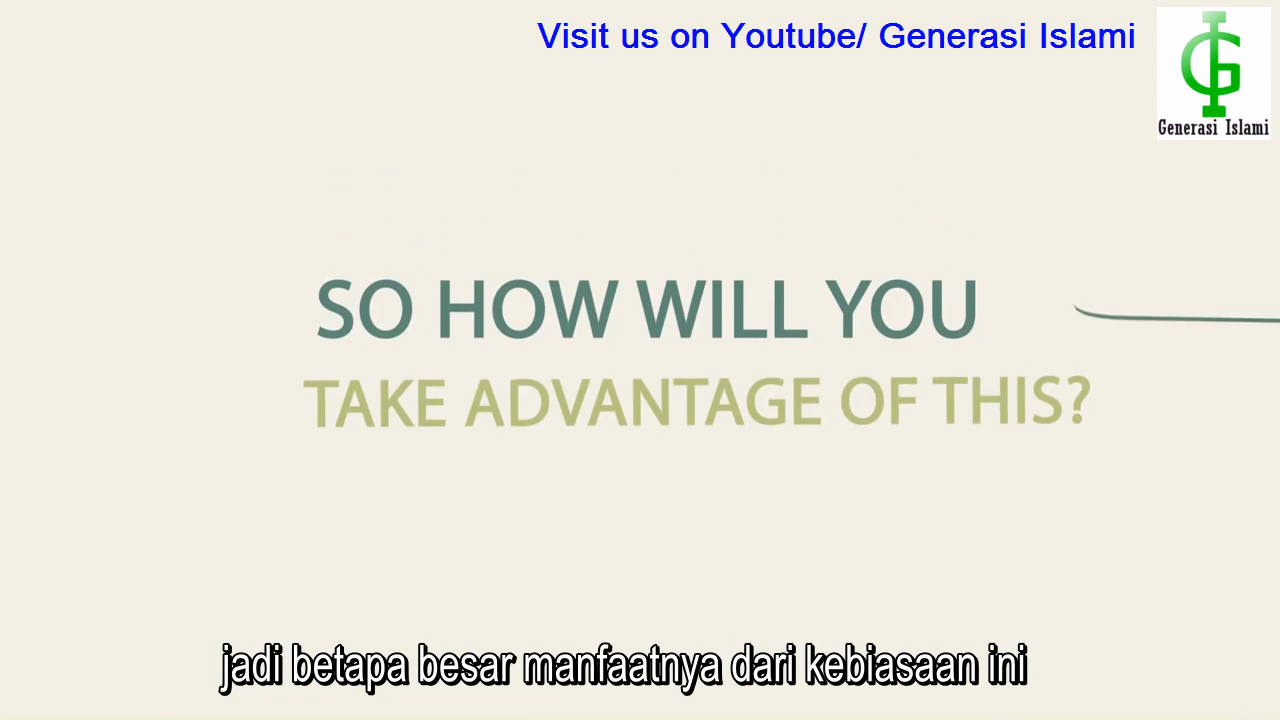 Visit us on Youtube/ Generasi Islami
GI
Generasi Islami
SO HOW WILL YOU
TAKE ADVANTAGE OF THIS?
jadi betapa besar manfaatnya dari kebiasaan ini